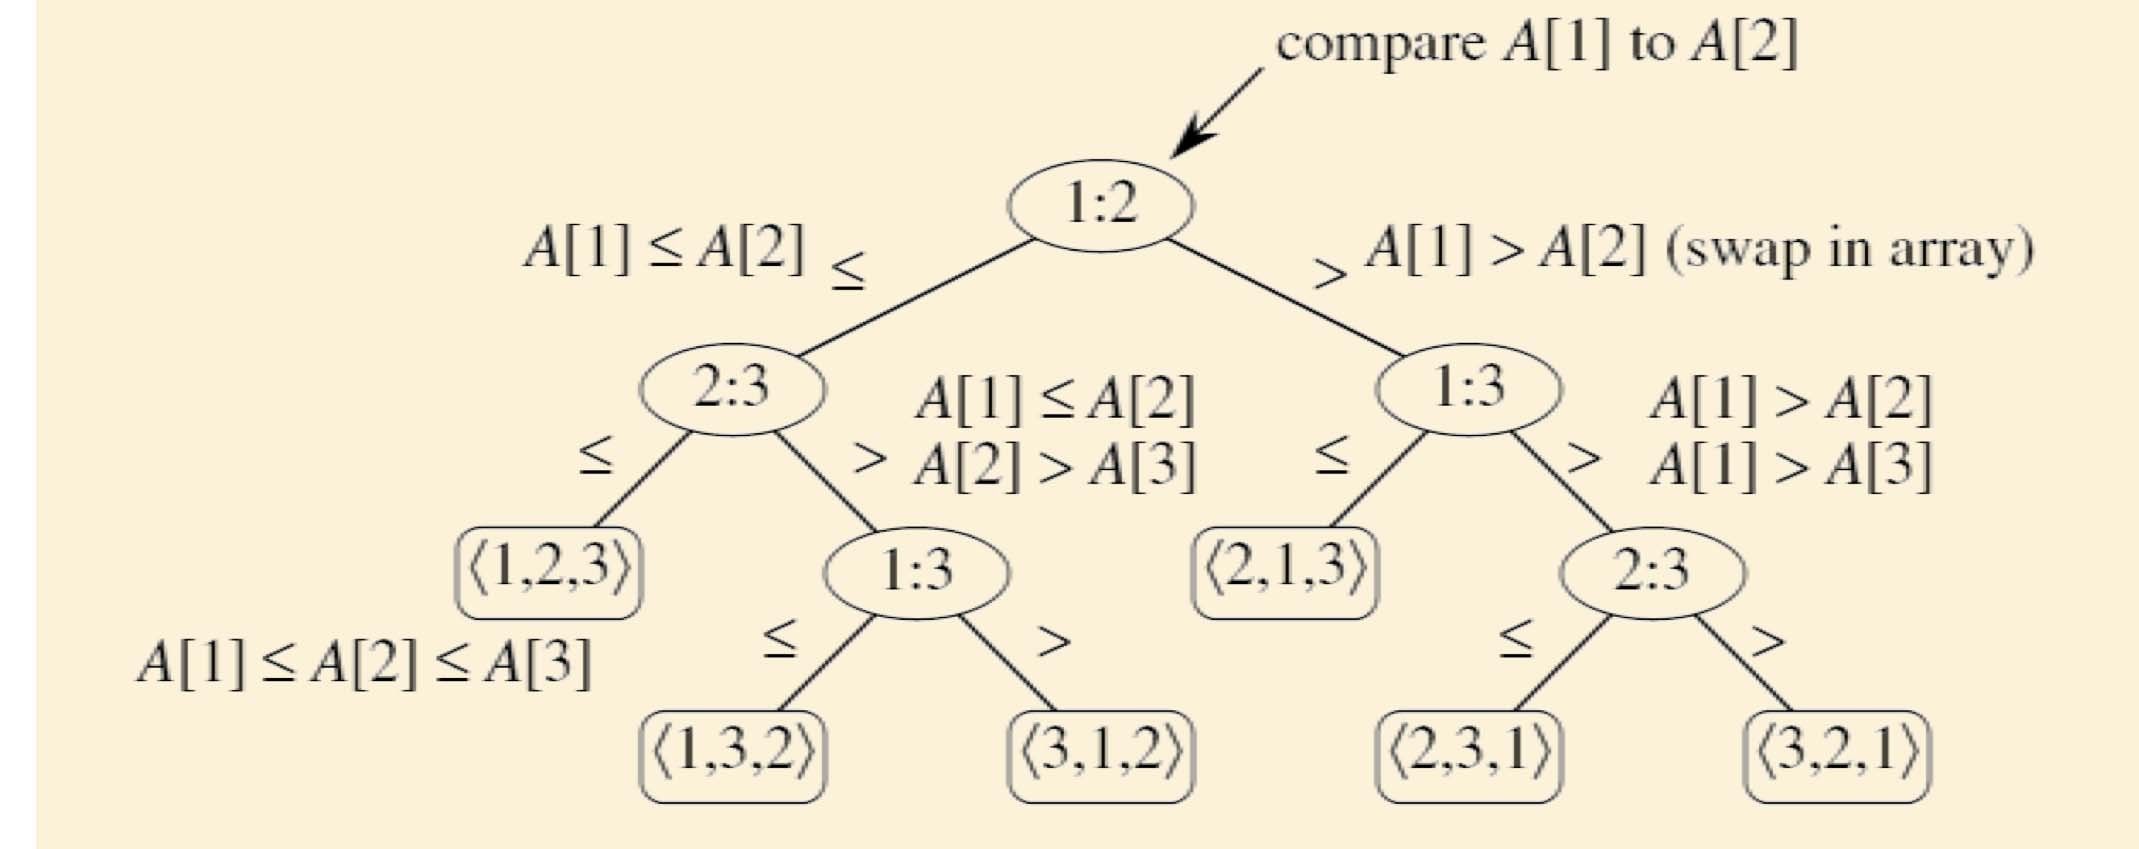 compare A[1] to A[2]
1:2
A[1] ≤ A[2] ≤
> A[1] > A[2] (swap in array)
2:3
A[1] ≤ A[2]
1:3
A[1] > A[2]
≤
> A[2] > A[3]
≤
> A[1] > A[3]
⟨1,2,3⟩
1:3
⟨2,1,3⟩
2:3
A[1] ≤ A[2] ≤ A[3]
≤
>
≤
>
⟨1,3,2⟩
⟨3,1,2⟩
⟨2,3,1⟩
⟨3,2,1⟩